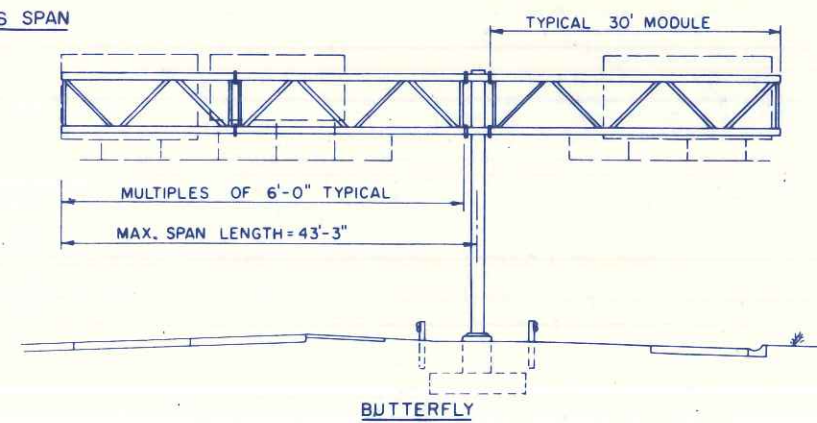 SPAN
TYPICAL 30' MODULE
MULTIPLES OF 6'-0" TYPICAL
MAX. SPAN LENGTH = 43'-3"
BUTTERFLY